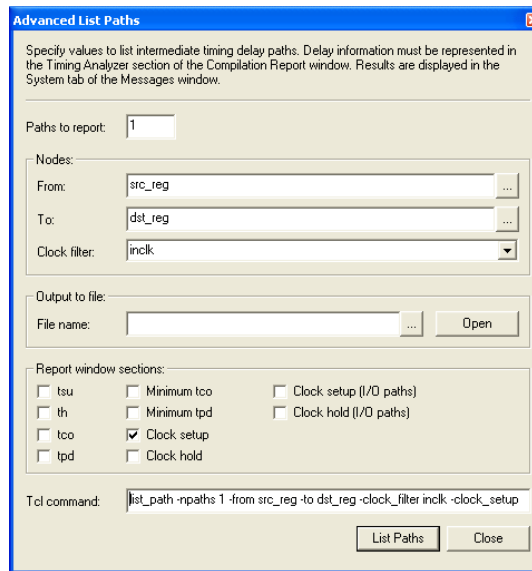 Advanced List Paths
Specify values to list intermediate timing delay paths. Delay information must be represented in
the Timing Analyzer section of the Compilation Report window. Results are displayed in the
System tab of the Messages window.
Paths to report: 1
Nodes:
From: src_reg ...
To: dst_reg ...
Clock filter: inclk
Output to file:
File name: ... Open
Report window sections:
tsu Minimum tco Clock setup (I/O paths)
th Minimum tpd Clock hold (I/O paths)
tco Clock setup
tpd Clock hold
Tcl command: list_path -npaths 1 -from src_reg -to dst_reg -clock_filter inclk -clock_setup
List Paths Close